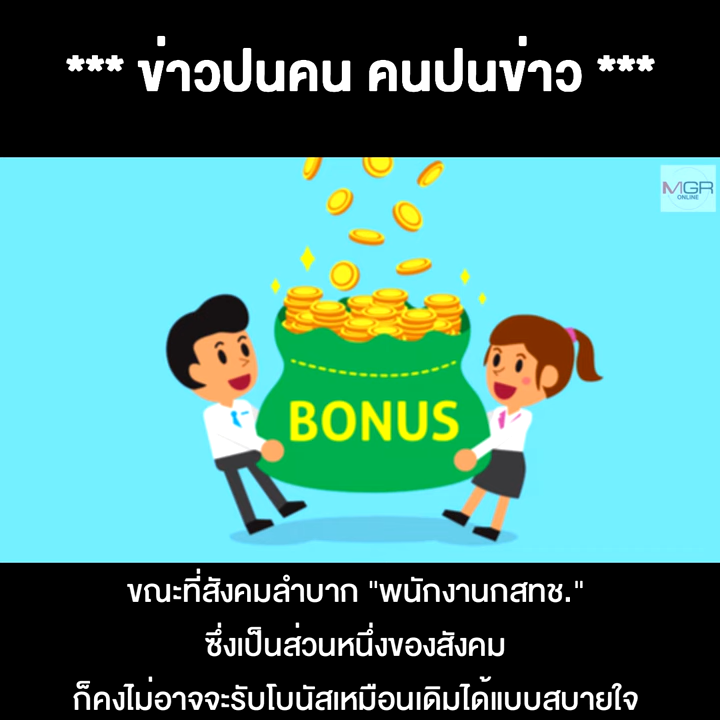 *** ข่าวปนคน คนปนข่าว ***
MGR
ONLINE
BONUS
ขณะที่สังคมลำบาก "พนักงานกสทช."
ซึ่งเป็นส่วนหนึ่งของสังคม
ก็คงไม่อาจจะรับโบนัสเหมือนเดิมได้แบบสบายใจ